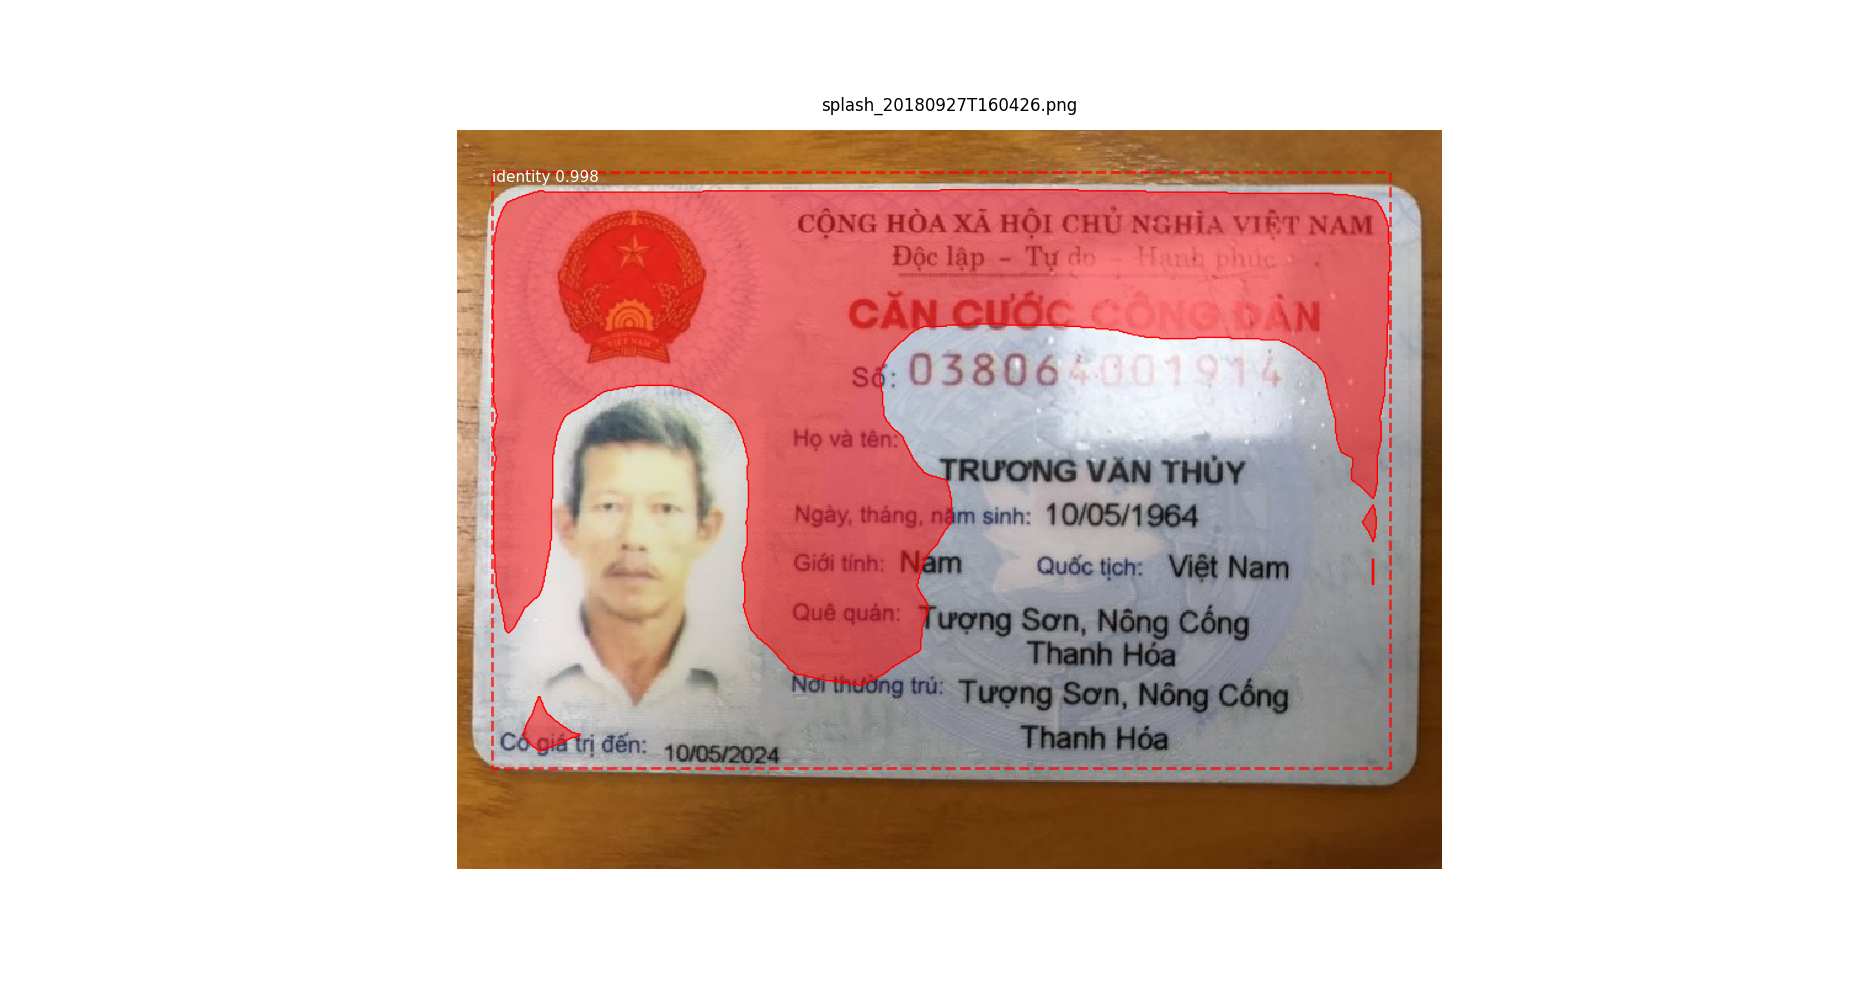 splash_20180927T160426.png
identity 0.998
CỘNG HÒA XÃ HỘI CHỦ NGHĨA VIỆT NAM
Độc lập - Tự do - Hạnh phúc
CĂN CƯỚC CÔNG DÂN
Số: 038064001914
VIỆT NAM
Họ và tên:
TRƯƠNG VĂN THỦY
Ngày, tháng, năm sinh: 10/05/1964
Giới tính: Nam Quốc tịch: Việt Nam
Quê quán: Tượng Sơn, Nông Cống
Thanh Hóa
Nơi thường trú: Tượng Sơn, Nông Cống
Thanh Hóa
Có giá trị đến: 10/05/2024